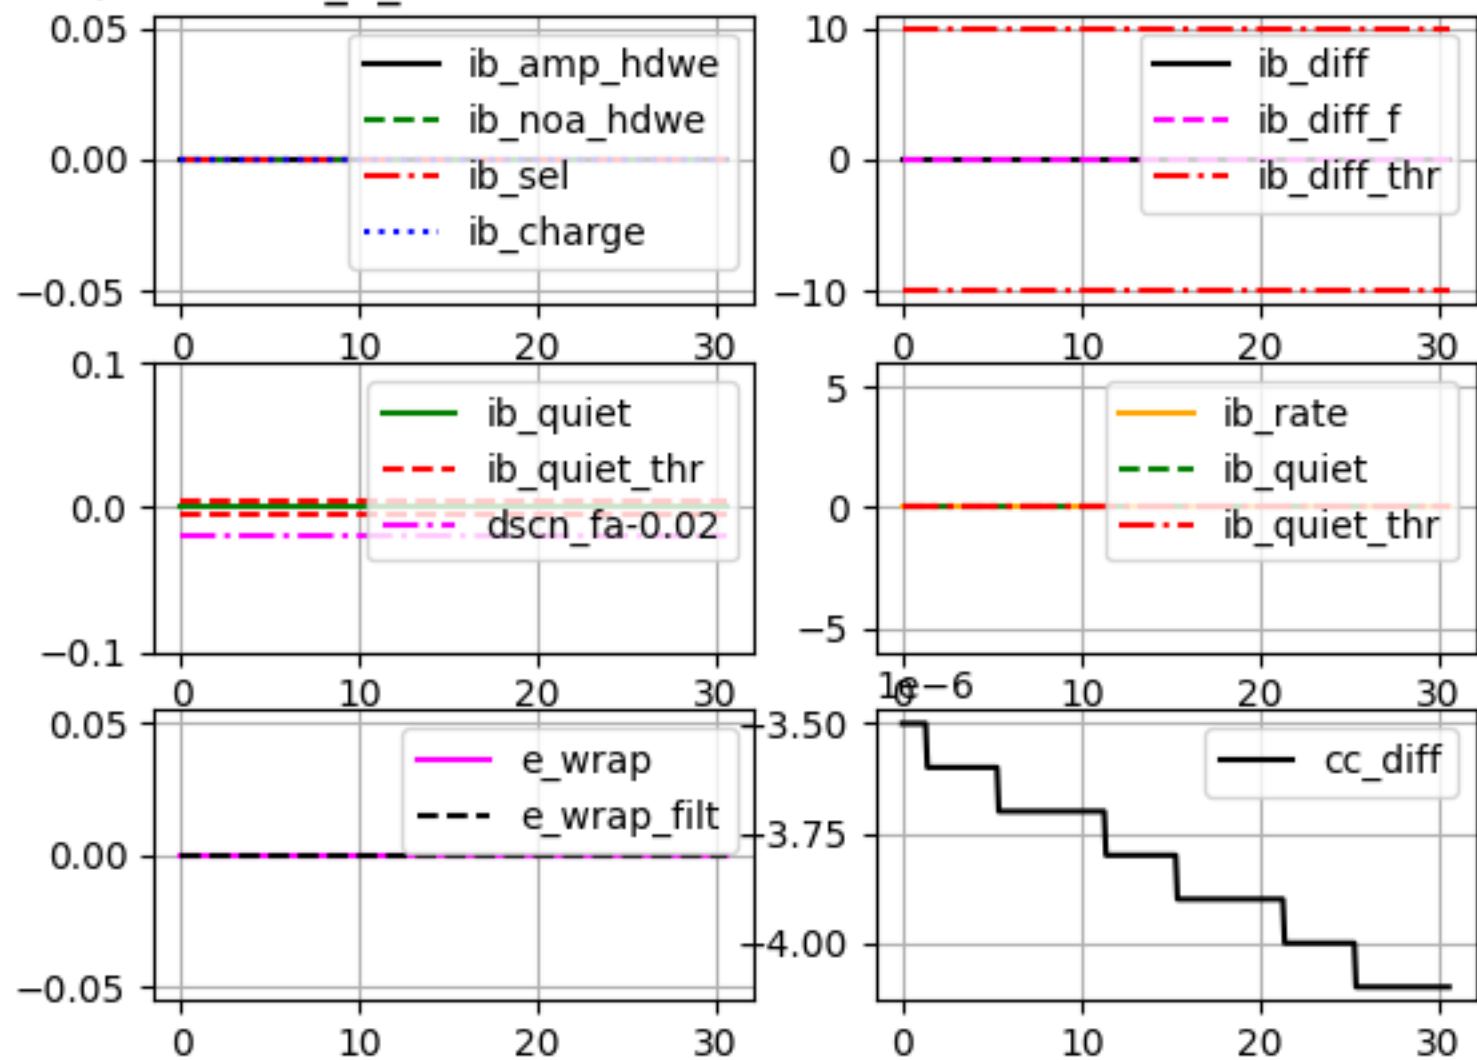 0.05
0.00
−0.05
ib_amp_hdwe
ib_noa_hdwe
ib_sel
ib_charge
0 10 20 30
10
0
−10
ib_diff
ib_diff_f
ib_diff_thr
0 10 20 30
0.1
0.0
−0.1
ib_quiet
ib_quiet_thr
dscn_fa-0.02
0 10 20 30
5
0
−5
ib_rate
ib_quiet
ib_quiet_thr
0 10 20 30
0.05
0.00
−0.05
e_wrap
e_wrap_filt
0 10 20 30
1e−6
−3.50
−3.75
−4.00
cc_diff
0 10 20 30